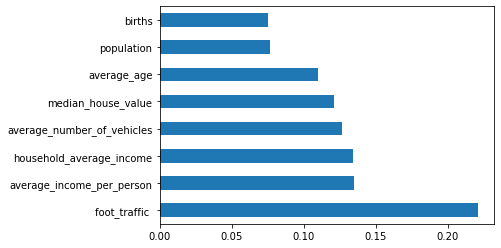 births
population
average_age
median_house_value
average_number_of_vehicles
household_average_income
average_income_per_person
foot_traffic
0.00 0.05 0.10 0.15 0.20